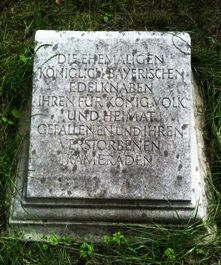 DIE EHEMALIGEN
KÖNIGLICH BAYERISCHEN
EDELKNABEN
IHREN FÜR KÖNIG, VOLK
UND HEIMAT
GEFALLENEN UND IHREN
VERSTORBENEN
KAMERADEN